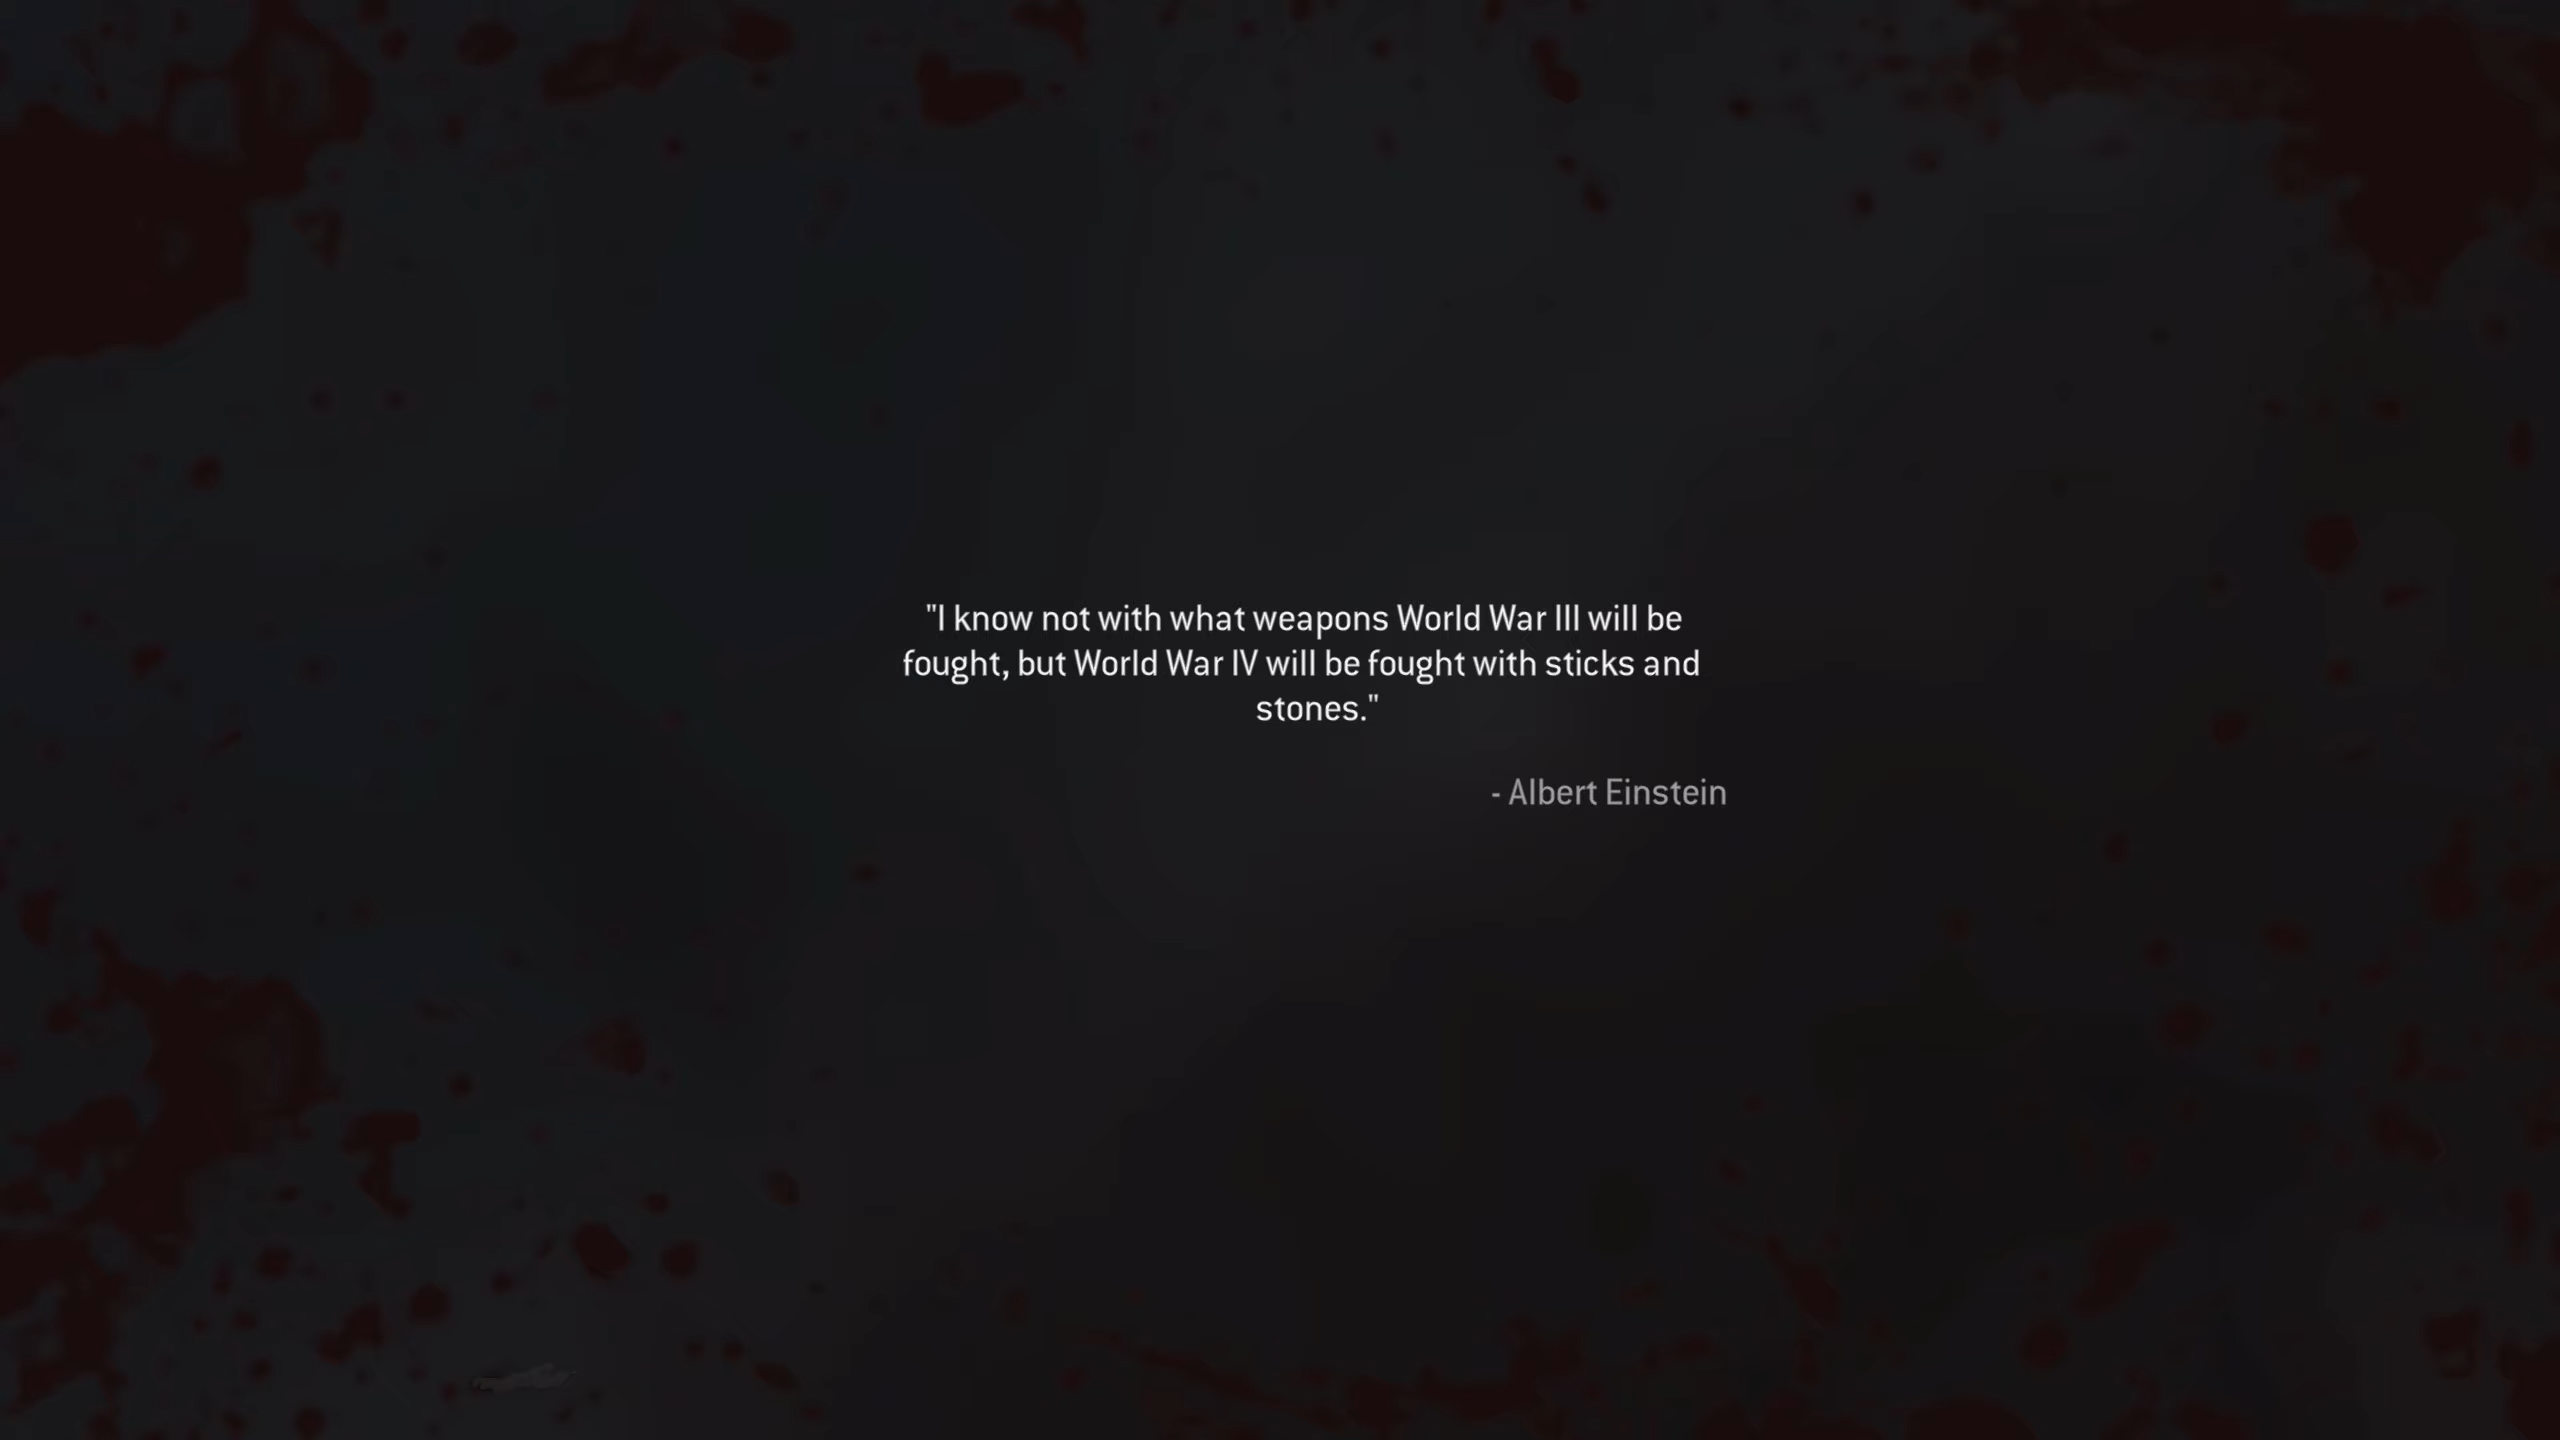 "I know not with what weapons World War III will be
fought, but World War IV will be fought with sticks and
stones."
- Albert Einstein